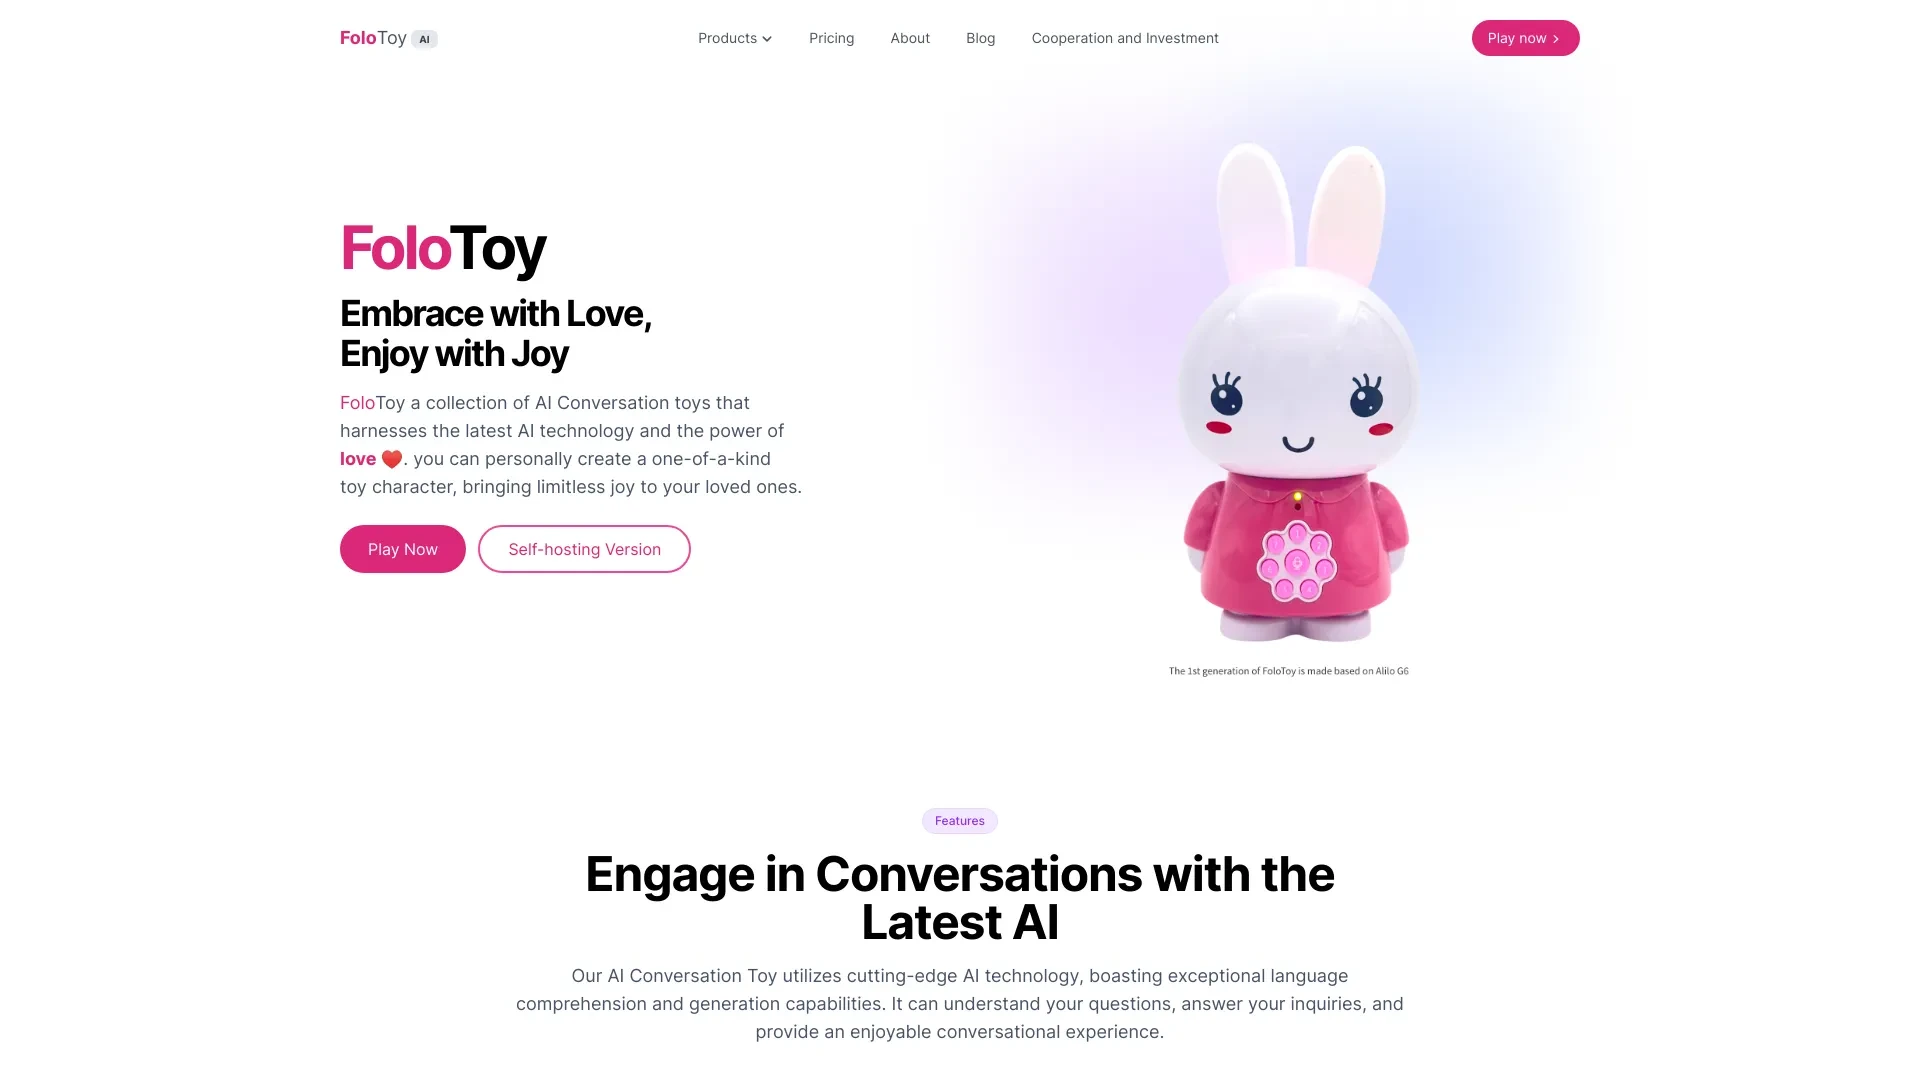 FoloToy AI
Products
Pricing
About
Blog
Cooperation and Investment
Play now
FoloToy
Embrace with Love,
Enjoy with Joy
FoloToy a collection of AI Conversation toys that
harnesses the latest AI technology and the power of
love ❤️. you can personally create a one-of-a-kind
toy character, bringing limitless joy to your loved ones.
Play Now
Self-hosting Version
The 1st generation of FoloToy is made based on Alilo G6
Features
Engage in Conversations with the
Latest AI
Our AI Conversation Toy utilizes cutting-edge AI technology, boasting exceptional language
comprehension and generation capabilities. It can understand your questions, answer your inquiries, and
provide an enjoyable conversational experience.